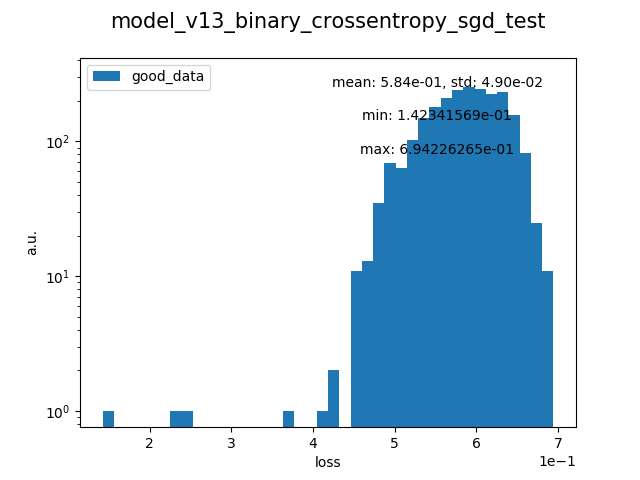 model_v13_binary_crossentropy_sgd_test
good_data
mean: 5.84e-01, std: 4.90e-02
min: 1.42341569e-01
max: 6.94226265e-01
a.u.
10²
10¹
10⁰
2 3 4 5 6 7
1e−1
loss